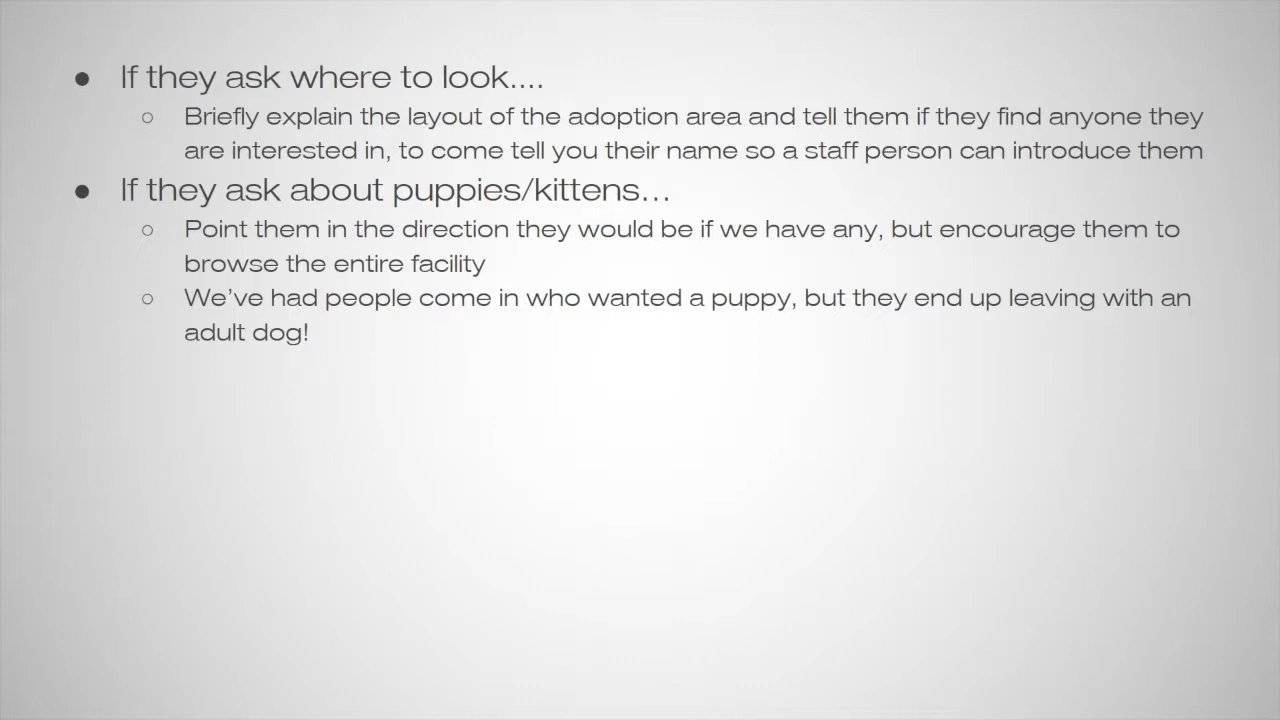 ● If they ask where to look....
○ Briefly explain the layout of the adoption area and tell them if they find anyone they
are interested in, to come tell you their name so a staff person can introduce them
● If they ask about puppies/kittens...
○ Point them in the direction they would be if we have any, but encourage them to
browse the entire facility
○ We've had people come in who wanted a puppy, but they end up leaving with an
adult dog!